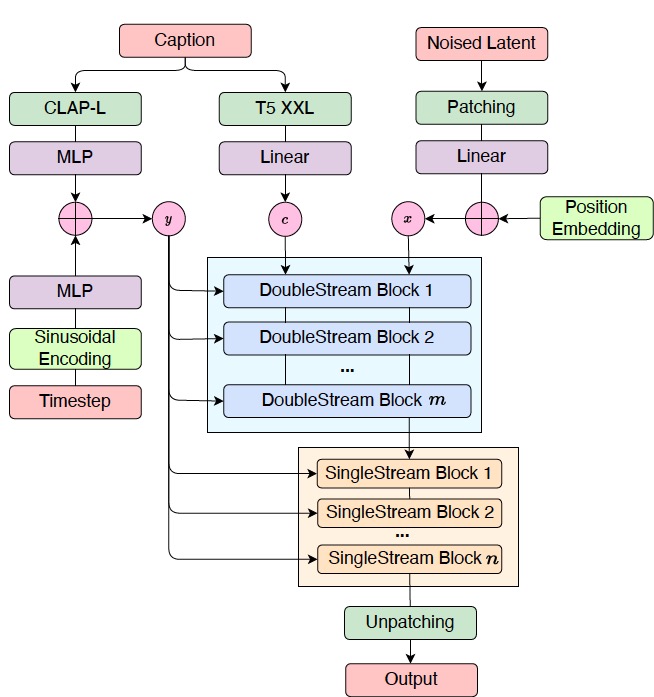 Caption
Noised Latent
CLAP-L
T5 XXL
Patching
MLP
Linear
Linear
y
c
x
Position
Embedding
MLP
Sinusoidal
Encoding
Timestep
DoubleStream Block 1
DoubleStream Block 2
...
DoubleStream Block m
SingleStream Block 1
SingleStream Block 2
...
SingleStream Block n
Unpatching
Output